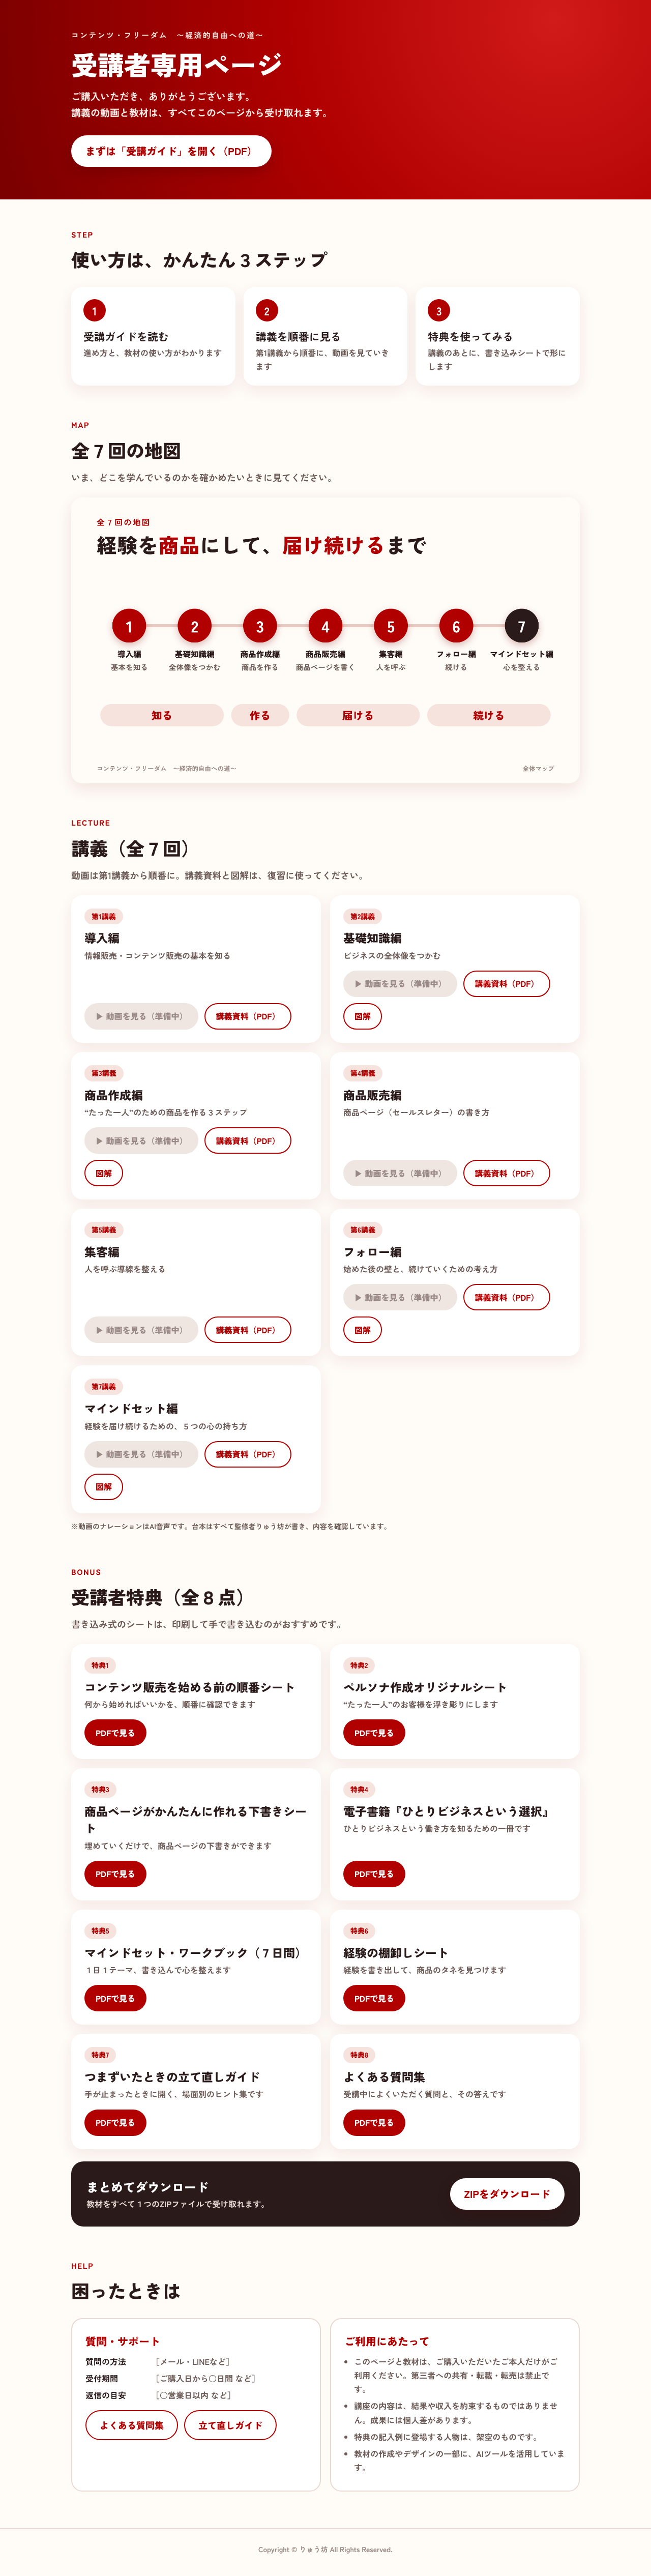 コンテンツ・フリーダム　〜経済的自由への道〜
受講者専用ページ
ご購入いただき、ありがとうございます。
講義の動画と教材は、すべてこのページから受け取れます。
まずは「受講ガイド」を開く（PDF）
STEP
使い方は、かんたん３ステップ
1
受講ガイドを読む
進め方と、教材の使い方がわかります
2
講義を順番に見る
第1講義から順番に、動画を見ていき
ます
3
特典を使ってみる
講義のあとに、書き込みシートで形に
します
MAP
全７回の地図
いま、どこを学んでいるのかを確かめたいときに見てください。
全７回の地図
経験を商品にして、届け続けるまで
1 2 3 4 5 6 7
導入編 基礎知識編 商品作成編 商品販売編 集客編 フォロー編 マインドセット編
基本を知る 全体像をつかむ 商品を作る 商品ページを書く 人を呼ぶ 続ける 心を整える
知る 作る 届ける 続ける
コンテンツ・フリーダム　〜経済的自由への道〜 全体マップ
LECTURE
講義（全７回）
動画は第1講義から順番に。講義資料と図解は、復習に使ってください。
第1講義
導入編
情報販売・コンテンツ販売の基本を知る
▶ 動画を見る（準備中） 講義資料（PDF）
第2講義
基礎知識編
ビジネスの全体像をつかむ
▶ 動画を見る（準備中） 講義資料（PDF）
図解
第3講義
商品作成編
“たった一人”のための商品を作る３ステップ
▶ 動画を見る（準備中） 講義資料（PDF）
図解
第4講義
商品販売編
商品ページ（セールスレター）の書き方
▶ 動画を見る（準備中） 講義資料（PDF）
第5講義
集客編
人を呼ぶ導線を整える
▶ 動画を見る（準備中） 講義資料（PDF）
第6講義
フォロー編
始めた後の壁と、続けていくための考え方
▶ 動画を見る（準備中） 講義資料（PDF）
図解
第7講義
マインドセット編
経験を届け続けるための、５つの心の持ち方
▶ 動画を見る（準備中） 講義資料（PDF）
図解
※動画のナレーションはAI音声です。台本はすべて監修者りゅう坊が書き、内容を確認しています。
BONUS
受講者特典（全８点）
書き込み式のシートは、印刷して手で書き込むのがおすすめです。
特典1
コンテンツ販売を始める前の順番シート
何から始めればいいかを、順番に確認できます
PDFで見る
特典2
ペルソナ作成オリジナルシート
“たった一人”のお客様を浮き彫りにします
PDFで見る
特典3
商品ページがかんたんに作れる下書きシー
ト
埋めていくだけで、商品ページの下書きができます
PDFで見る
特典4
電子書籍『ひとりビジネスという選択』
ひとりビジネスという働き方を知るための一冊です
PDFで見る
特典5
マインドセット・ワークブック（７日間）
１日１テーマ、書き込んで心を整えます
PDFで見る
特典6
経験の棚卸しシート
経験を書き出して、商品のタネを見つけます
PDFで見る
特典7
つまずいたときの立て直しガイド
手が止まったときに開く、場面別のヒント集です
PDFで見る
特典8
よくある質問集
受講中によくいただく質問と、その答えです
PDFで見る
まとめてダウンロード
教材をすべて１つのZIPファイルで受け取れます。
ZIPをダウンロード
HELP
困ったときは
質問・サポート
質問の方法 ［メール・LINEなど］
受付期間 ［ご購入日から〇日間 など］
返信の目安 ［〇営業日以内 など］
よくある質問集 立て直しガイド
ご利用にあたって
• このページと教材は、ご購入いただいたご本人だけがご
利用ください。第三者への共有・転載・転売は禁止で
す。
• 講座の内容は、結果や収入を約束するものではありませ
ん。成果には個人差があります。
• 特典の記入例に登場する人物は、架空のものです。
• 教材の作成やデザインの一部に、AIツールを活用していま
す。
Copyright © りゅう坊 All Rights Reserved.